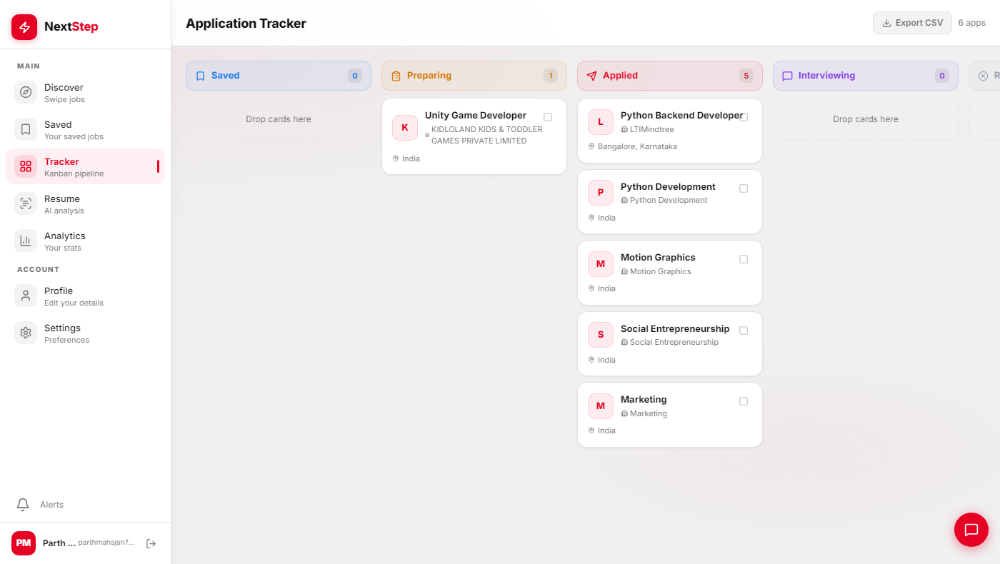 NextStep
MAIN
Discover
Swipe jobs
Saved
Your saved jobs
Tracker
Kanban pipeline
Resume
AI analysis
Analytics
Your stats
ACCOUNT
Profile
Edit your details
Settings
Preferences
Alerts
PM
Parth ... parthmahajan7...
Application Tracker
Export CSV
6 apps
Saved 0
Drop cards here
Preparing 1
K
Unity Game Developer
KIDLOLAND KIDS & TODDLER
GAMES PRIVATE LIMITED
India
Applied 5
L
Python Backend Developer
LTIMindtree
Bangalore, Karnataka
P
Python Development
Python Development
India
M
Motion Graphics
Motion Graphics
India
S
Social Entrepreneurship
Social Entrepreneurship
India
M
Marketing
Marketing
India
Interviewing 0
Drop cards here